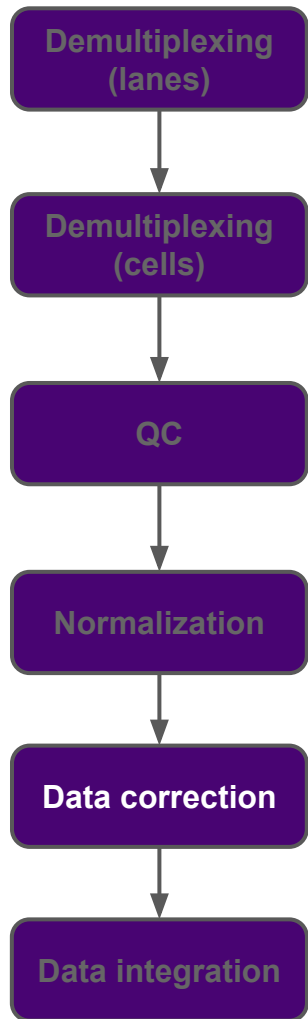 Demultiplexing
(lanes)
Demultiplexing
(cells)
QC
Normalization
Data correction
Data integration